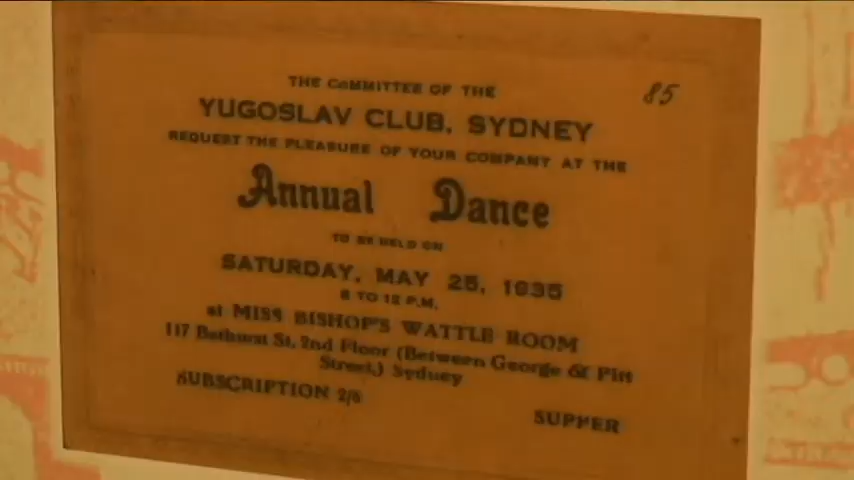 THE COMMITTEE OF THE
85
YUGOSLAV CLUB, SYDNEY
REQUEST THE PLEASURE OF YOUR COMPANY AT THE
Annual Dance
TO BE HELD ON
SATURDAY, MAY 25, 1935
8 TO 12 P.M.
at MISS BISHOP'S WATTLE ROOM
117 Bathurst St, 2nd Floor (Between George & Pitt
Street,) Sydney
SUBSCRIPTION 2/6
SUPPER